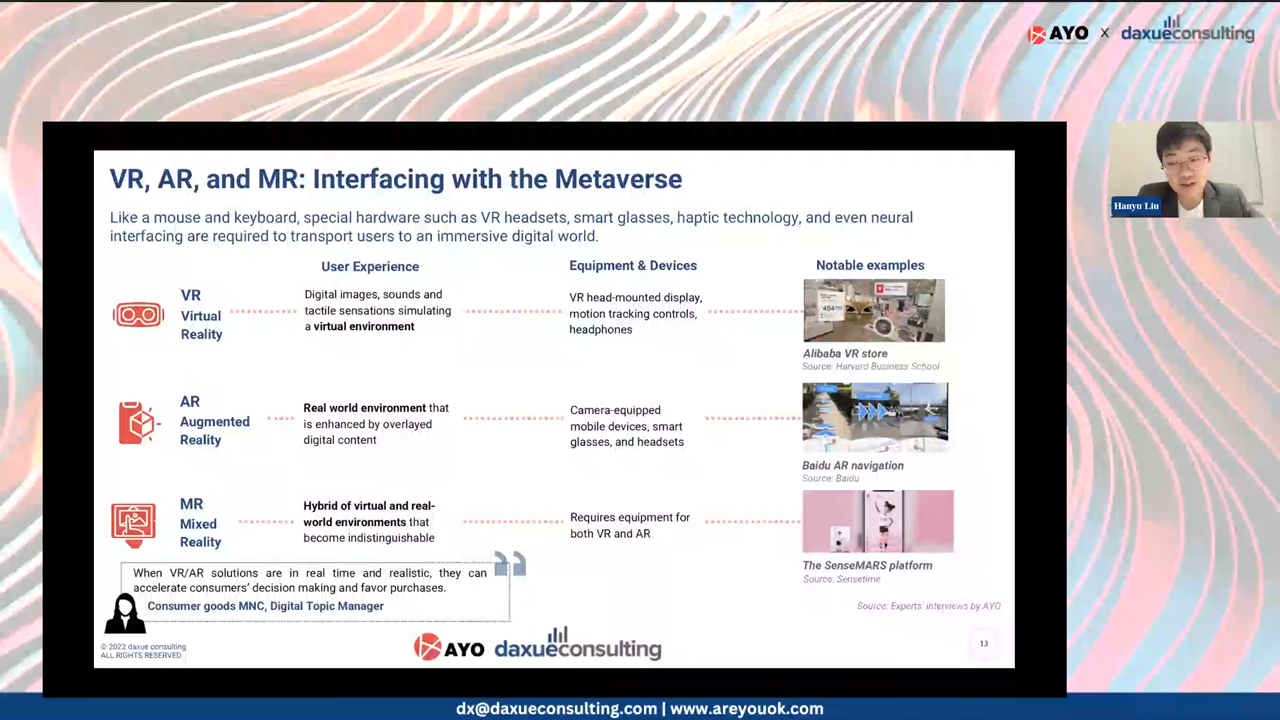 AYO x daxueconsulting
Hanyu Liu
VR, AR, and MR: Interfacing with the Metaverse
Like a mouse and keyboard, special hardware such as VR headsets, smart glasses, haptic technology, and even neural
interfacing are required to transport users to an immersive digital world.
User Experience
Equipment & Devices
Notable examples
VR
Virtual
Reality
Digital images, sounds and
tactile sensations simulating
a virtual environment
VR head-mounted display,
motion tracking controls,
headphones
Alibaba VR store
Source: Harvard Business School
AR
Augmented
Reality
Real world environment that
is enhanced by overlayed
digital content
Camera-equipped
mobile devices, smart
glasses, and headsets
Baidu AR navigation
Source: Baidu
MR
Mixed
Reality
Hybrid of virtual and real-
world environments that
become indistinguishable
Requires equipment for
both VR and AR
The SenseMARS platform
Source: Sensetime
When VR/AR solutions are in real time and realistic, they can
accelerate consumers' decision making and favor purchases.
Consumer goods MNC, Digital Topic Manager
Source: Experts' interviews by AYO
© 2022 daxue consulting
ALL RIGHTS RESERVED
AYO daxueconsulting
13
dx@daxueconsulting.com | www.areyouok.com